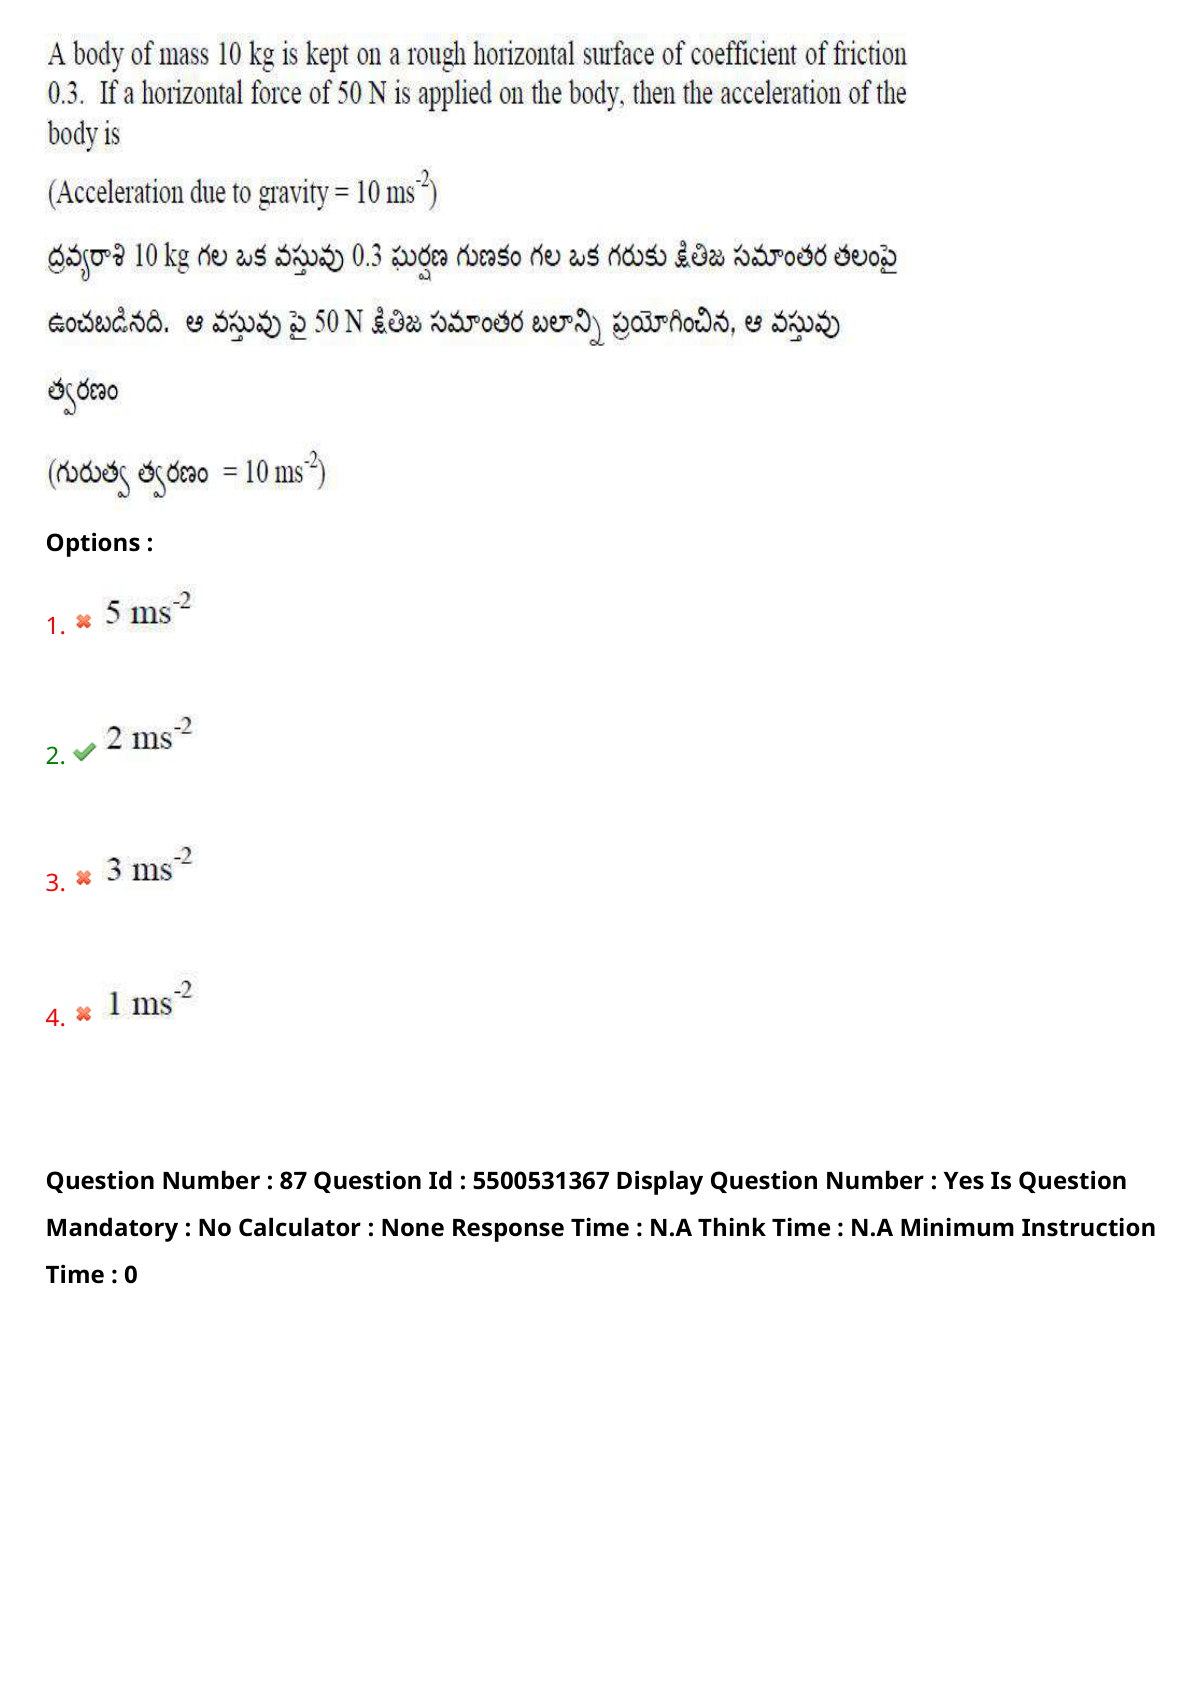 A body of mass 10 kg is kept on a rough horizontal surface of coefficient of friction
0.3. If a horizontal force of 50 N is applied on the body, then the acceleration of the
body is
(Acceleration due to gravity = 10 ms⁻²)
ద్రవ్యరాశి 10 kg గల ఒక వస్తువు 0.3 ఘర్షణ గుణకం గల ఒక గరుకు క్షితిజ సమాంతర తలంపై
ఉంచబడినది. ఆ వస్తువు పై 50 N క్షితిజ సమాంతర బలాన్ని ప్రయోగించిన, ఆ వస్తువు
త్వరణం
(గురుత్వ త్వరణం = 10 ms⁻²)
Options :
1. 5 ms⁻²
2. 2 ms⁻²
3. 3 ms⁻²
4. 1 ms⁻²
Question Number : 87 Question Id : 5500531367 Display Question Number : Yes Is Question
Mandatory : No Calculator : None Response Time : N.A Think Time : N.A Minimum Instruction
Time : 0